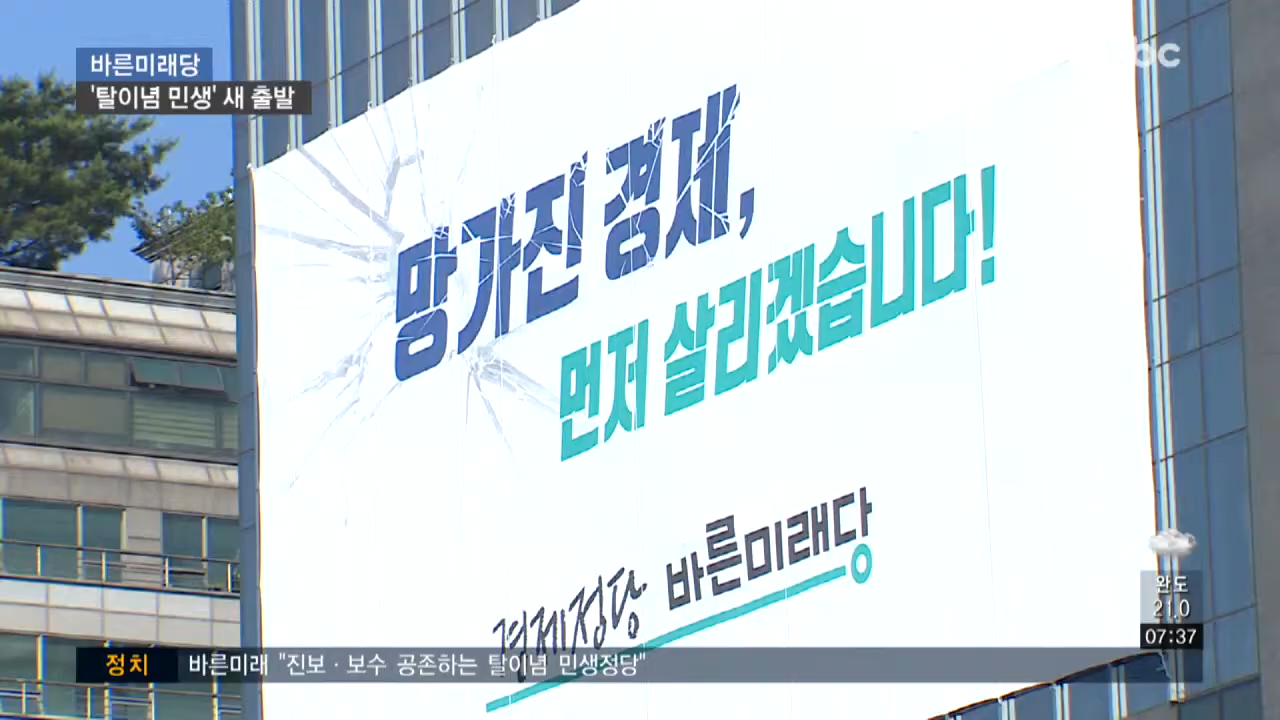 바른미래당
'탈이념 민생' 새 출발
망가진 경제,
먼저 살리겠습니다!
경제정당 바른미래당
완도
21.0
07:37
정치 바른미래 "진보·보수 공존하는 탈이념 민생정당"